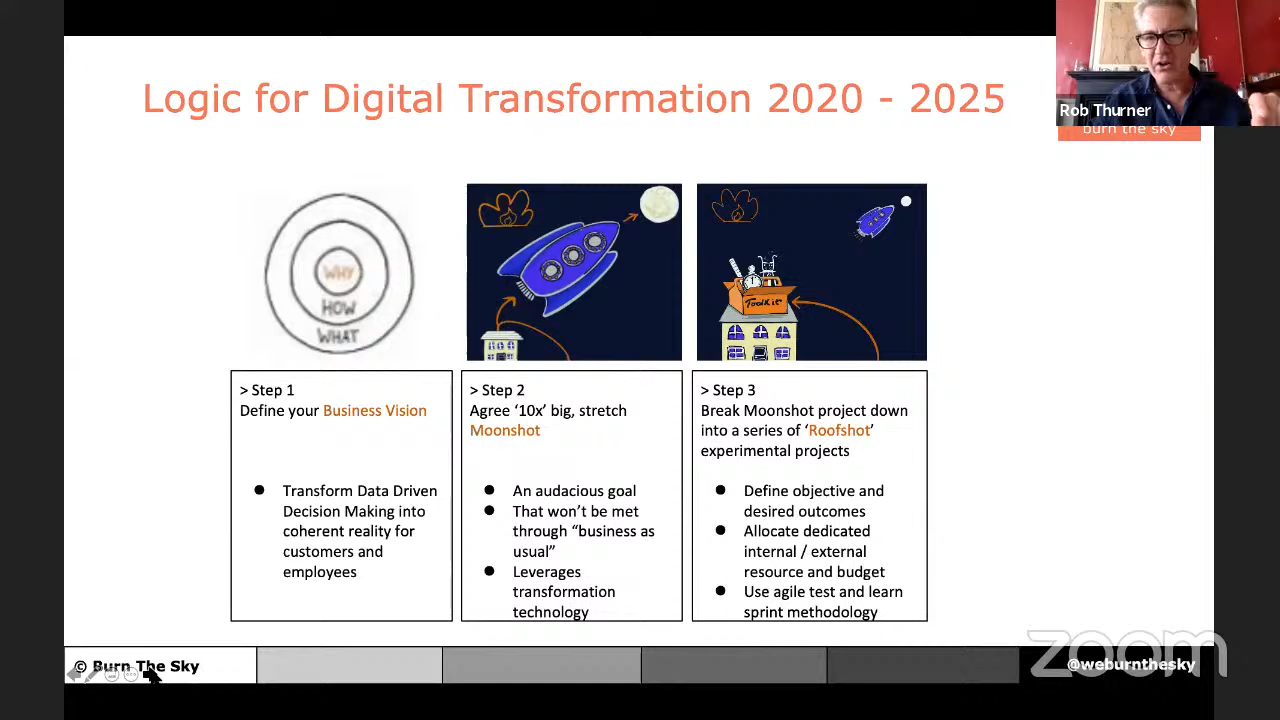 Logic for Digital Transformation 2020 - 2025
Rob Thurner
burn the sky
WHY
HOW
WHAT
Toolkit
> Step 1
Define your Business Vision
● Transform Data Driven
Decision Making into
coherent reality for
customers and
employees
> Step 2
Agree ‘10x’ big, stretch
Moonshot
● An audacious goal
● That won’t be met
through “business as
usual”
● Leverages
transformation
technology
> Step 3
Break Moonshot project down
into a series of ‘Roofshot’
experimental projects
● Define objective and
desired outcomes
● Allocate dedicated
internal / external
resource and budget
● Use agile test and learn
sprint methodology
© Burn The Sky
zoom
@weburnthesky